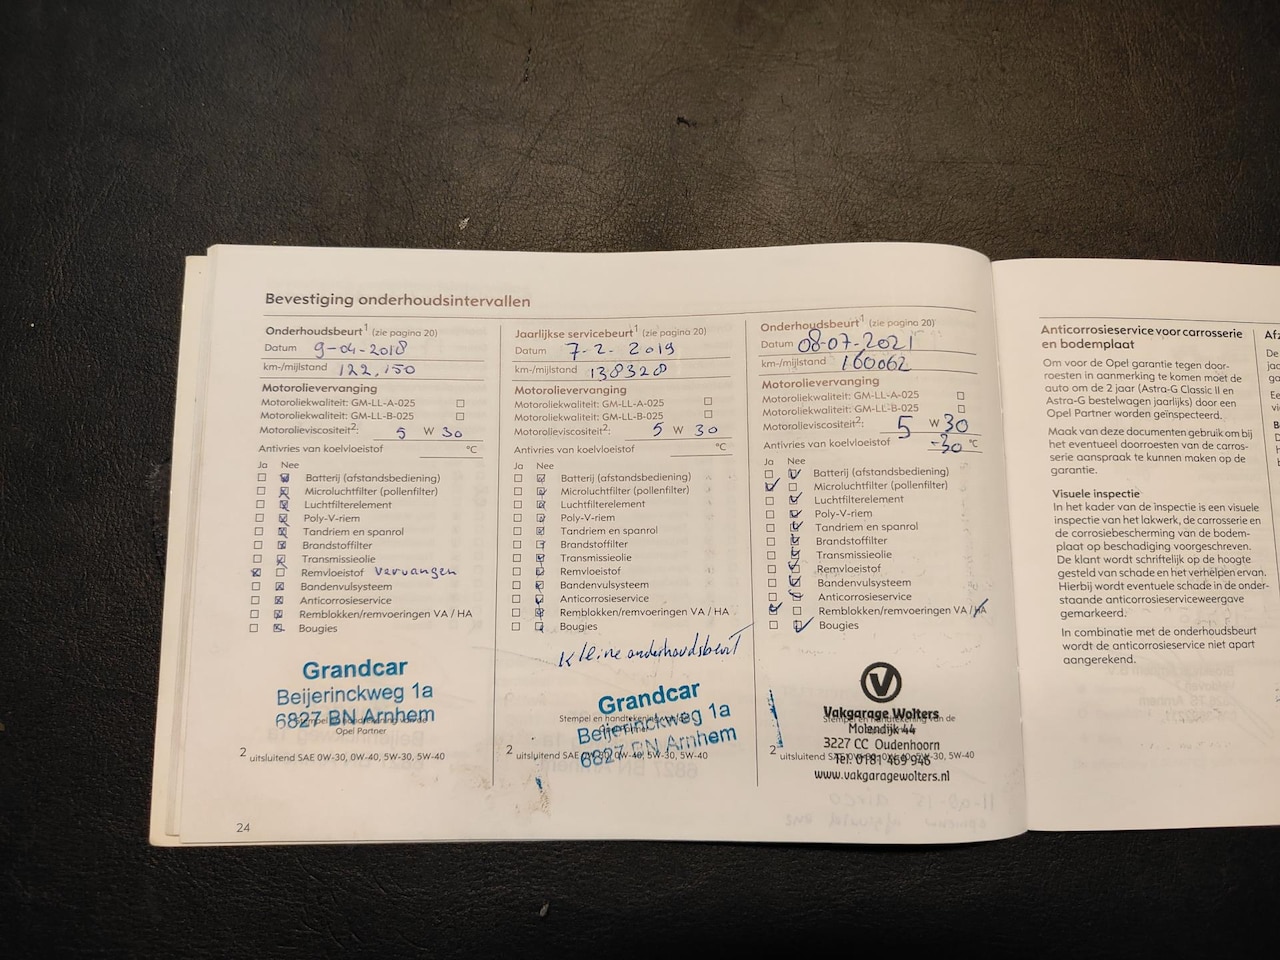 Bevestiging onderhoudsintervallen
Onderhoudsbeurt¹ (zie pagina 20)
Datum 9-04-2018
km-/mijlstand 122.150
Motorolievervanging
Motoroliekwaliteit: GM-LL-A-025
Motoroliekwaliteit: GM-LL-B-025
Motorolieviscositeit²: 5 W 30
Antivries van koelvloeistof °C
Ja Nee
Batterij (afstandsbediening)
Microluchtfilter (pollenfilter)
Luchtfilterelement
Poly-V-riem
Tandriem en spanrol
Brandstoffilter
Transmissieolie
Remvloeistof vervangen
Bandenvulsysteem
Anticorrosieservice
Remblokken/remvoeringen VA / HA
Bougies
Grandcar
Beijerinckweg 1a
6827 BN Arnhem
Opel Partner
2 uitsluitend SAE 0W-30, 0W-40, 5W-30, 5W-40
24
Jaarlijkse servicebeurt¹ (zie pagina 20)
Datum 7-2-2019
km-/mijlstand 138328
Motorolievervanging
Motoroliekwaliteit: GM-LL-A-025
Motoroliekwaliteit: GM-LL-B-025
Motorolieviscositeit²: 5 W 30
Antivries van koelvloeistof °C
Ja Nee
Batterij (afstandsbediening)
Microluchtfilter (pollenfilter)
Luchtfilterelement
Poly-V-riem
Tandriem en spanrol
Brandstoffilter
Transmissieolie
Remvloeistof
Bandenvulsysteem
Anticorrosieservice
Remblokken/remvoeringen VA / HA
Bougies
Kleine onderhoudsbeurt
Grandcar
Stempel en handtekening
Beijerinckweg 1a
6827 BN Arnhem
2 uitsluitend SAE 0W-30, 0W-40, 5W-30, 5W-40
Onderhoudsbeurt¹ (zie pagina 20)
Datum 08-07-2021
km-/mijlstand 160062
Motorolievervanging
Motoroliekwaliteit: GM-LL-A-025
Motoroliekwaliteit: GM-LL-B-025
Motorolieviscositeit²: 5 W 30
Antivries van koelvloeistof -30 °C
Ja Nee
Batterij (afstandsbediening)
Microluchtfilter (pollenfilter)
Luchtfilterelement
Poly-V-riem
Tandriem en spanrol
Brandstoffilter
Transmissieolie
Remvloeistof
Bandenvulsysteem
Anticorrosieservice
Remblokken/remvoeringen VA / HA
Bougies
Vakgarage Wolters
Stempel en handtekening van de
Molendijk 44
3227 CC Oudenhoorn
2 uitsluitend SAE 0W-30, 0W-40, 5W-30, 5W-40
Tel. 0181 469 946
www.vakgaragewolters.nl
Anticorrosieservice voor carrosserie
en bodemplaat
Om voor de Opel garantie tegen door-
roesten in aanmerking te komen moet de
auto om de 2 jaar (Astra-G Classic II en
Astra-G bestelwagen jaarlijks) door een
Opel Partner worden geïnspecteerd.
Maak van deze documenten gebruik om bij
het eventueel doorroesten van de carros-
serie aanspraak te kunnen maken op de
garantie.
Visuele inspectie
In het kader van de inspectie is een visuele
inspectie van het lakwerk, de carrosserie en
de corrosiebescherming van de bodem-
plaat op beschadiging voorgeschreven.
De klant wordt schriftelijk op de hoogte
gesteld van schade en het verhelpen ervan.
Hierbij wordt eventuele schade in de onder-
staande anticorrosieserviceweergave
gemarkeerd.
In combinatie met de onderhoudsbeurt
wordt de anticorrosieservice niet apart
aangerekend.